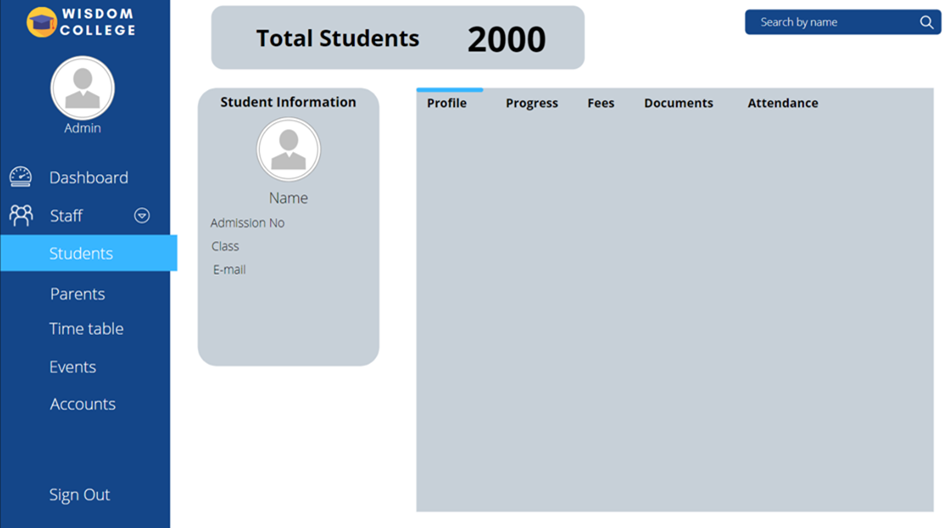 WISDOM
COLLEGE
Admin
Dashboard
Staff
Students
Parents
Time table
Events
Accounts
Sign Out
Total Students 2000
Search by name
Student Information
Name
Admission No
Class
E-mail
Profile Progress Fees Documents Attendance